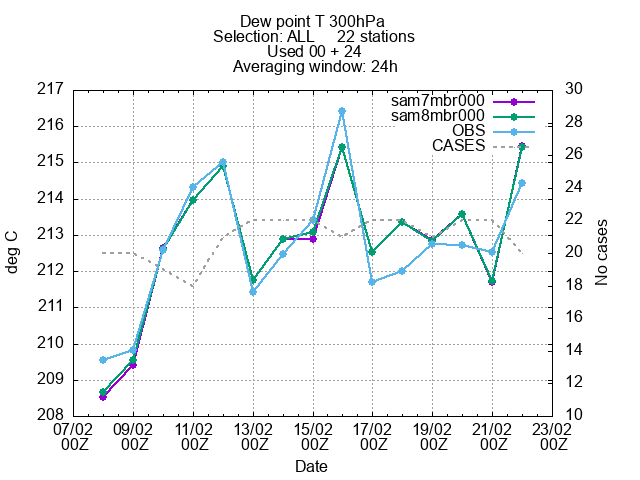 Dew point T 300hPa
Selection: ALL 22 stations
Used 00 + 24
Averaging window: 24h
217
216
215
214
213
212
211
210
209
208
deg C
30
28
26
24
22
20
18
16
14
12
10
No cases
sam7mbr000
sam8mbr000
OBS
CASES
07/02 09/02 11/02 13/02 15/02 17/02 19/02 21/02 23/02
00Z 00Z 00Z 00Z 00Z 00Z 00Z 00Z 00Z
Date